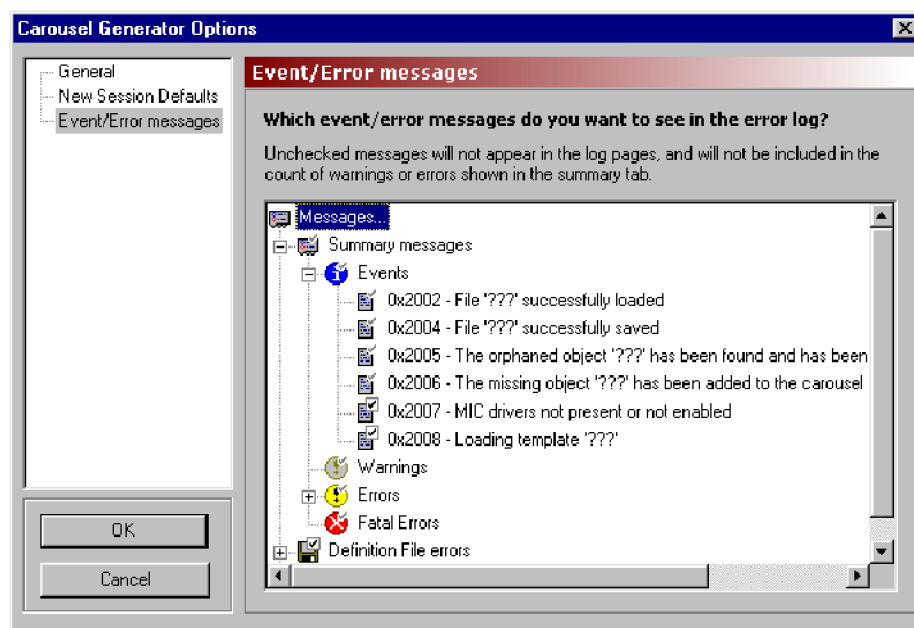 Carousel Generator Options
General
New Session Defaults
Event/Error messages
OK
Cancel
Event/Error messages
Which event/error messages do you want to see in the error log?
Unchecked messages will not appear in the log pages, and will not be included in the
count of warnings or errors shown in the summary tab.
Messages...
Summary messages
Events
0x2002 - File '???' successfully loaded
0x2004 - File '???' successfully saved
0x2005 - The orphaned object '???' has been found and has been
0x2006 - The missing object '???' has been added to the carousel
0x2007 - MIC drivers not present or not enabled
0x2008 - Loading template '???'
Warnings
Errors
Fatal Errors
Definition File errors